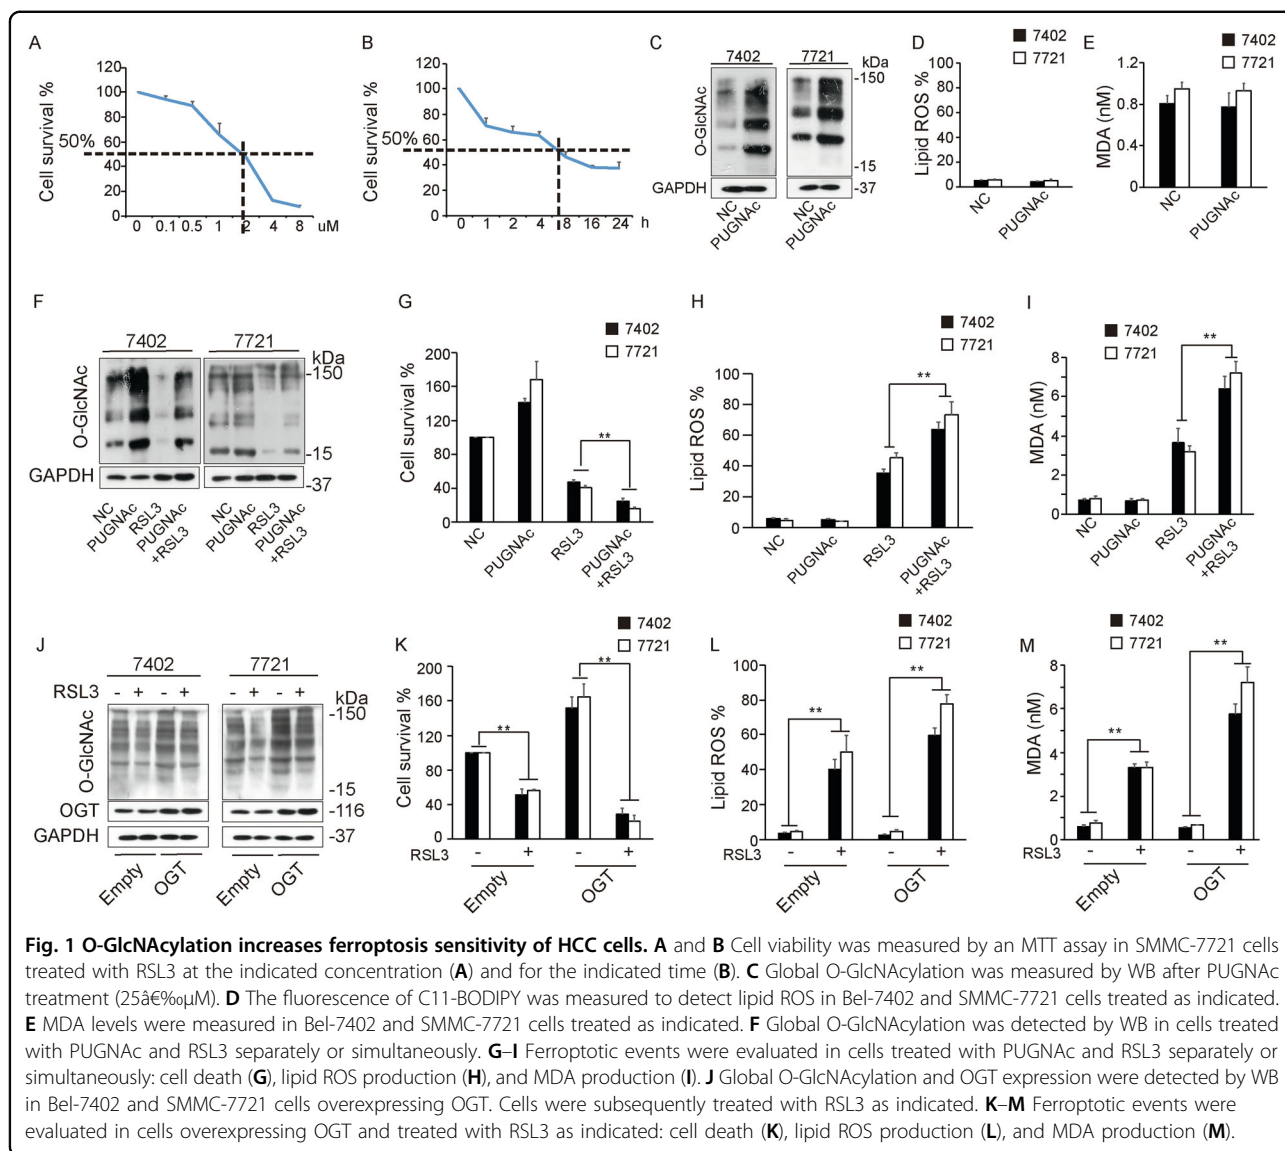 A
Cell survival %
120
100
80
60
50%
40
20
0
0 0.1 0.5 1 2 4 8 uM
B
Cell survival %
120
100
80
60
50%
40
20
0
0 1 2 4 8 16 24 h
C
7402 7721
kDa
O-GlcNAc
-150
-15
GAPDH
-37
NC
PUGNAc
NC
PUGNAc
D
7402
7721
Lipid ROS %
100
80
60
40
20
0
NC
PUGNAc
E
7402
7721
MDA (nM)
1.2
0.8
0.4
0
NC
PUGNAc
F
7402 7721
kDa
O-GlcNAc
-150
-15
GAPDH
-37
NC
PUGNAc
RSL3
PUGNAc
+RSL3
NC
PUGNAc
RSL3
PUGNAc
+RSL3
G
7402
7721
Cell survival %
200
160
120
80
40
0
**
NC
PUGNAc
RSL3
PUGNAc
+RSL3
H
7402
7721
Lipid ROS %
100
80
60
40
20
0
**
NC
PUGNAc
RSL3
PUGNAc
+RSL3
I
7402
7721
MDA (nM)
8
6
4
2
0
**
NC
PUGNAc
RSL3
PUGNAc
+RSL3
J
7402 7721
RSL3 - + - + - + - +
kDa
O-GlcNAc
-150
-15
OGT
-116
GAPDH
-37
Empty
OGT
Empty
OGT
K
7402
7721
Cell survival %
200
160
120
80
40
0
**
**
RSL3 - + - +
Empty
OGT
L
7402
7721
Lipid ROS %
100
80
60
40
20
0
**
**
RSL3 - + - +
Empty
OGT
M
7402
7721
MDA (nM)
8
6
4
2
0
**
**
RSL3 - + - +
Empty
OGT
Fig. 1 O-GlcNAcylation increases ferroptosis sensitivity of HCC cells. A and B Cell viability was measured by an MTT assay in SMMC-7721 cells
treated with RSL3 at the indicated concentration (A) and for the indicated time (B). C Global O-GlcNAcylation was measured by WB after PUGNAc
treatment (25â€‰μM). D The fluorescence of C11-BODIPY was measured to detect lipid ROS in Bel-7402 and SMMC-7721 cells treated as indicated.
E MDA levels were measured in Bel-7402 and SMMC-7721 cells treated as indicated. F Global O-GlcNAcylation was detected by WB in cells treated
with PUGNAc and RSL3 separately or simultaneously. G–I Ferroptotic events were evaluated in cells treated with PUGNAc and RSL3 separately or
simultaneously: cell death (G), lipid ROS production (H), and MDA production (I). J Global O-GlcNAcylation and OGT expression were detected by WB
in Bel-7402 and SMMC-7721 cells overexpressing OGT. Cells were subsequently treated with RSL3 as indicated. K–M Ferroptotic events were
evaluated in cells overexpressing OGT and treated with RSL3 as indicated: cell death (K), lipid ROS production (L), and MDA production (M).